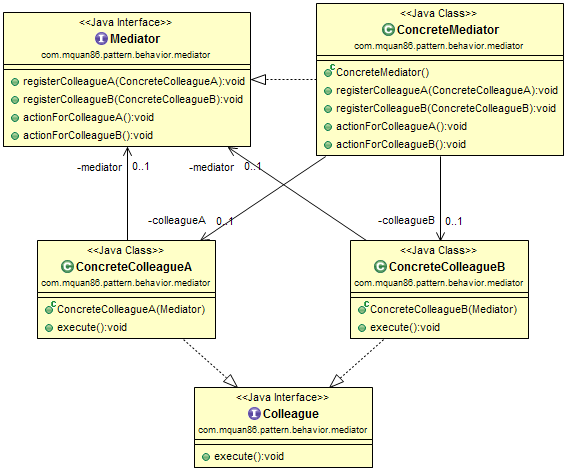 <<Java Interface>>
Mediator
com.mquan86.pattern.behavior.mediator
registerColleagueA(ConcreteColleagueA):void
registerColleagueB(ConcreteColleagueB):void
actionForColleagueA():void
actionForColleagueB():void
<<Java Class>>
ConcreteMediator
com.mquan86.pattern.behavior.mediator
ConcreteMediator()
registerColleagueA(ConcreteColleagueA):void
registerColleagueB(ConcreteColleagueB):void
actionForColleagueA():void
actionForColleagueB():void
-mediator 0..1
-mediator 0..1
-colleagueA 0..1
-colleagueB 0..1
<<Java Class>>
ConcreteColleagueA
com.mquan86.pattern.behavior.mediator
ConcreteColleagueA(Mediator)
execute():void
<<Java Class>>
ConcreteColleagueB
com.mquan86.pattern.behavior.mediator
ConcreteColleagueB(Mediator)
execute():void
<<Java Interface>>
Colleague
com.mquan86.pattern.behavior.mediator
execute():void